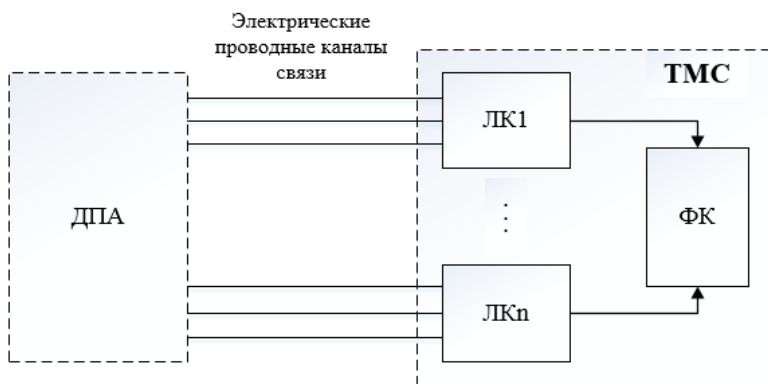 Электрические
проводные каналы
связи
ТМС
ЛК1
ДПА
⋮
ФК
ЛКn